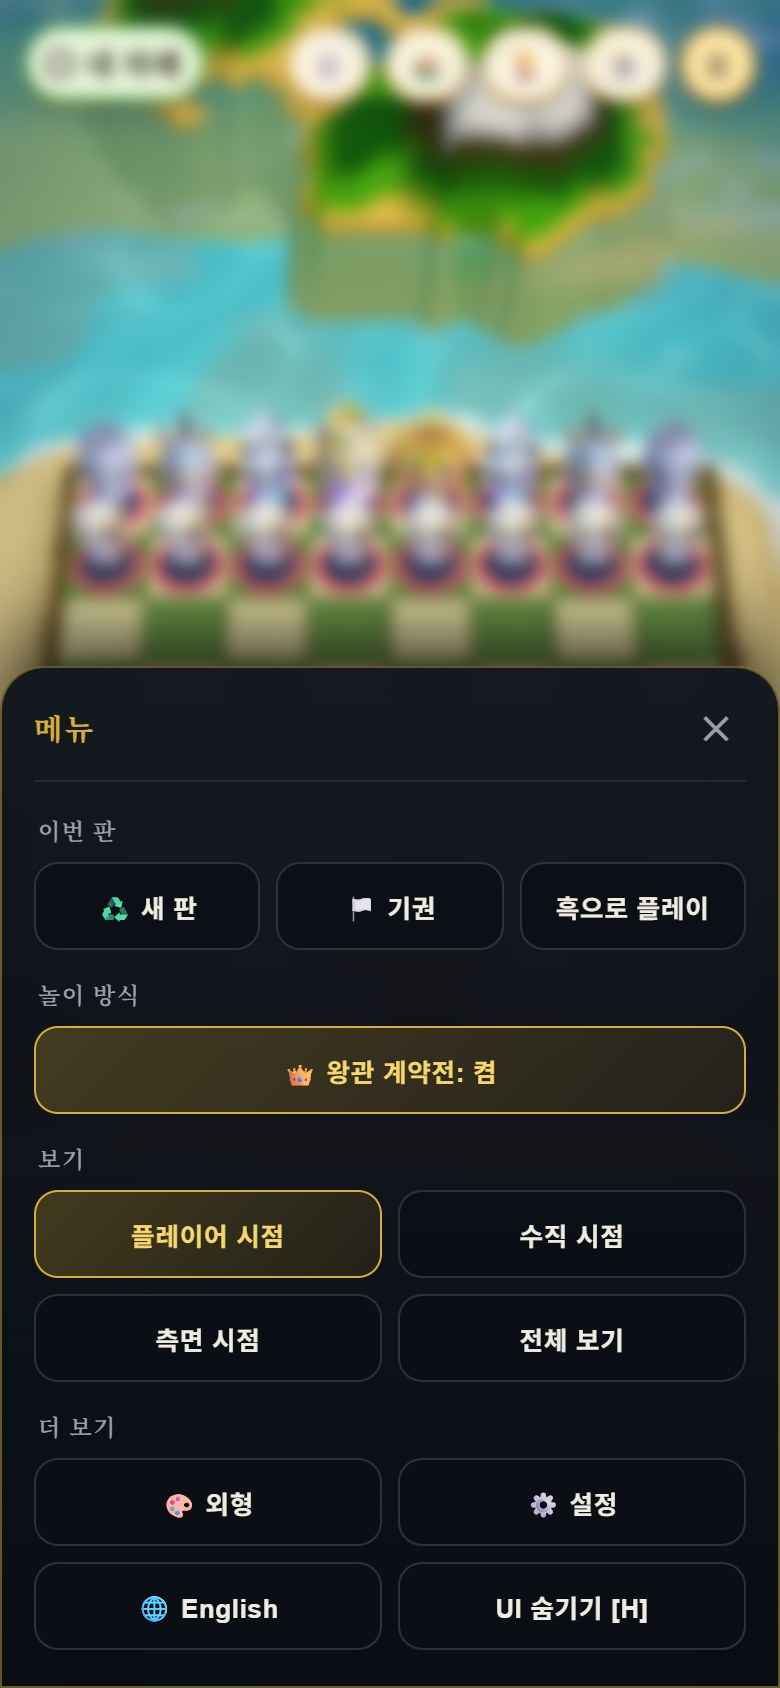 메뉴
이번 판
새 판
기권
흑으로 플레이
놀이 방식
왕관 계약전: 켬
보기
플레이어 시점
수직 시점
측면 시점
전체 보기
더 보기
외형
설정
English
UI 숨기기 [H]